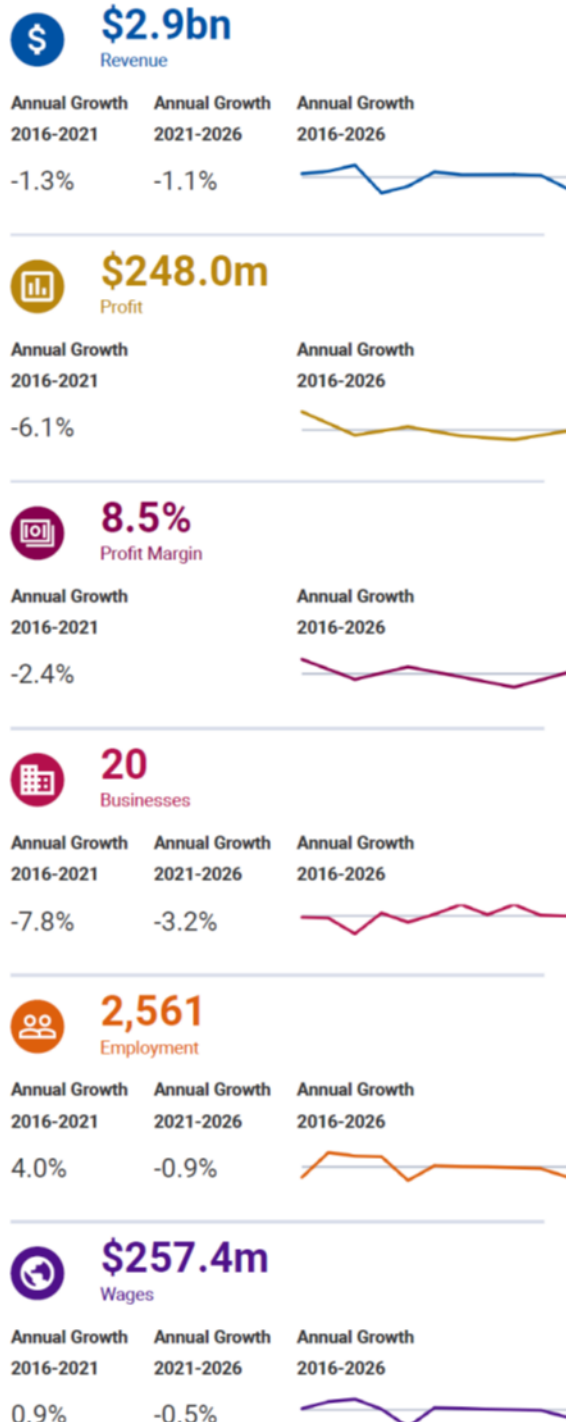 $2.9bn
Revenue
Annual Growth Annual Growth Annual Growth
2016-2021 2021-2026 2016-2026
-1.3% -1.1%
$248.0m
Profit
Annual Growth Annual Growth
2016-2021 2016-2026
-6.1%
8.5%
Profit Margin
Annual Growth Annual Growth
2016-2021 2016-2026
-2.4%
20
Businesses
Annual Growth Annual Growth Annual Growth
2016-2021 2021-2026 2016-2026
-7.8% -3.2%
2,561
Employment
Annual Growth Annual Growth Annual Growth
2016-2021 2021-2026 2016-2026
4.0% -0.9%
$257.4m
Wages
Annual Growth Annual Growth Annual Growth
2016-2021 2021-2026 2016-2026
0.9% -0.5%